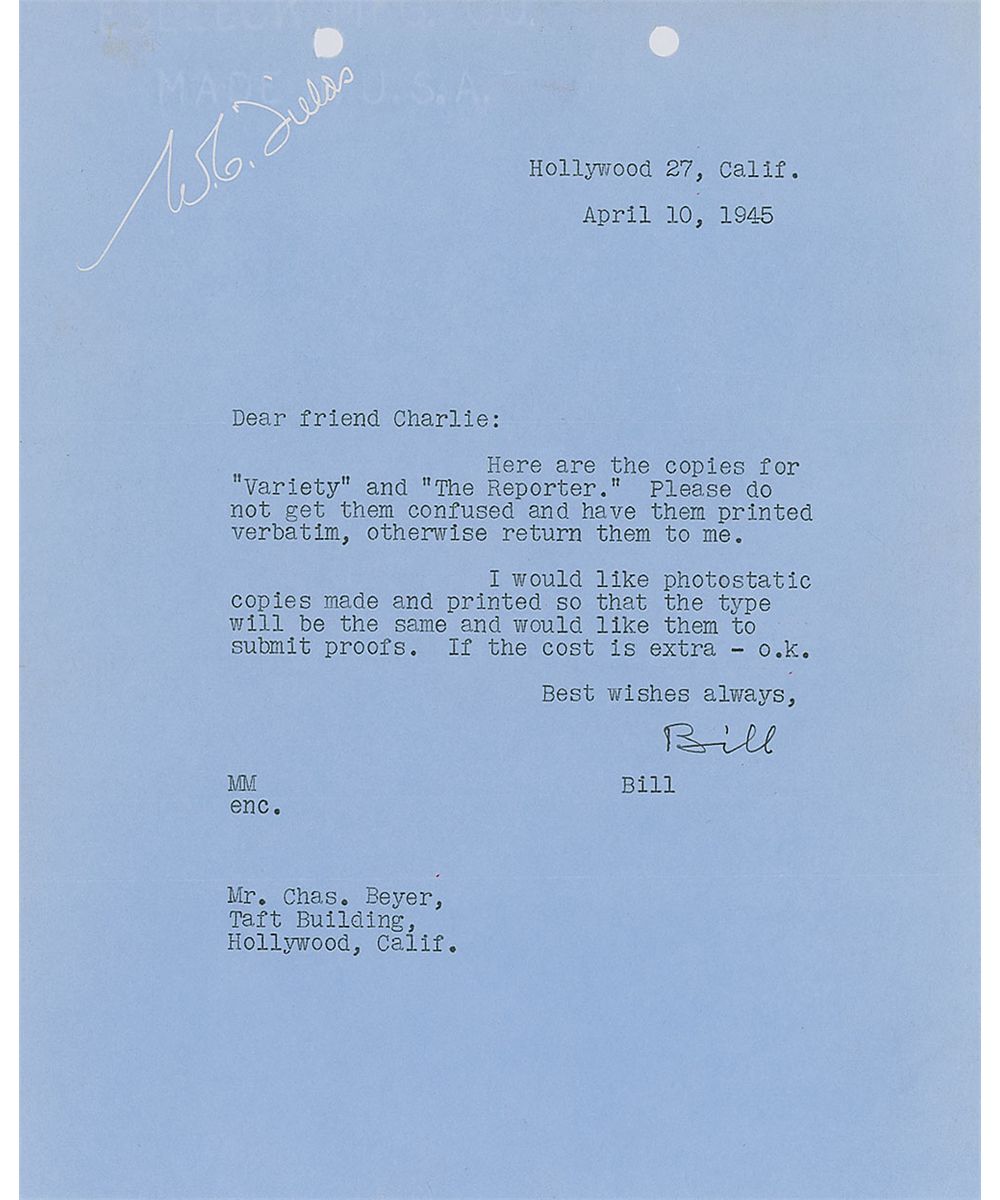 MFG. CO.
MADE U.S.A.
W.C. Fields
Hollywood 27, Calif.
April 10, 1945
Dear friend Charlie:
Here are the copies for
"Variety" and "The Reporter." Please do
not get them confused and have them printed
verbatim, otherwise return them to me.
I would like photostatic
copies made and printed so that the type
will be the same and would like them to
submit proofs. If the cost is extra - o.k.
Best wishes always,
Bill
MM
Bill
enc.
Mr. Chas. Beyer,
Taft Building,
Hollywood, Calif.